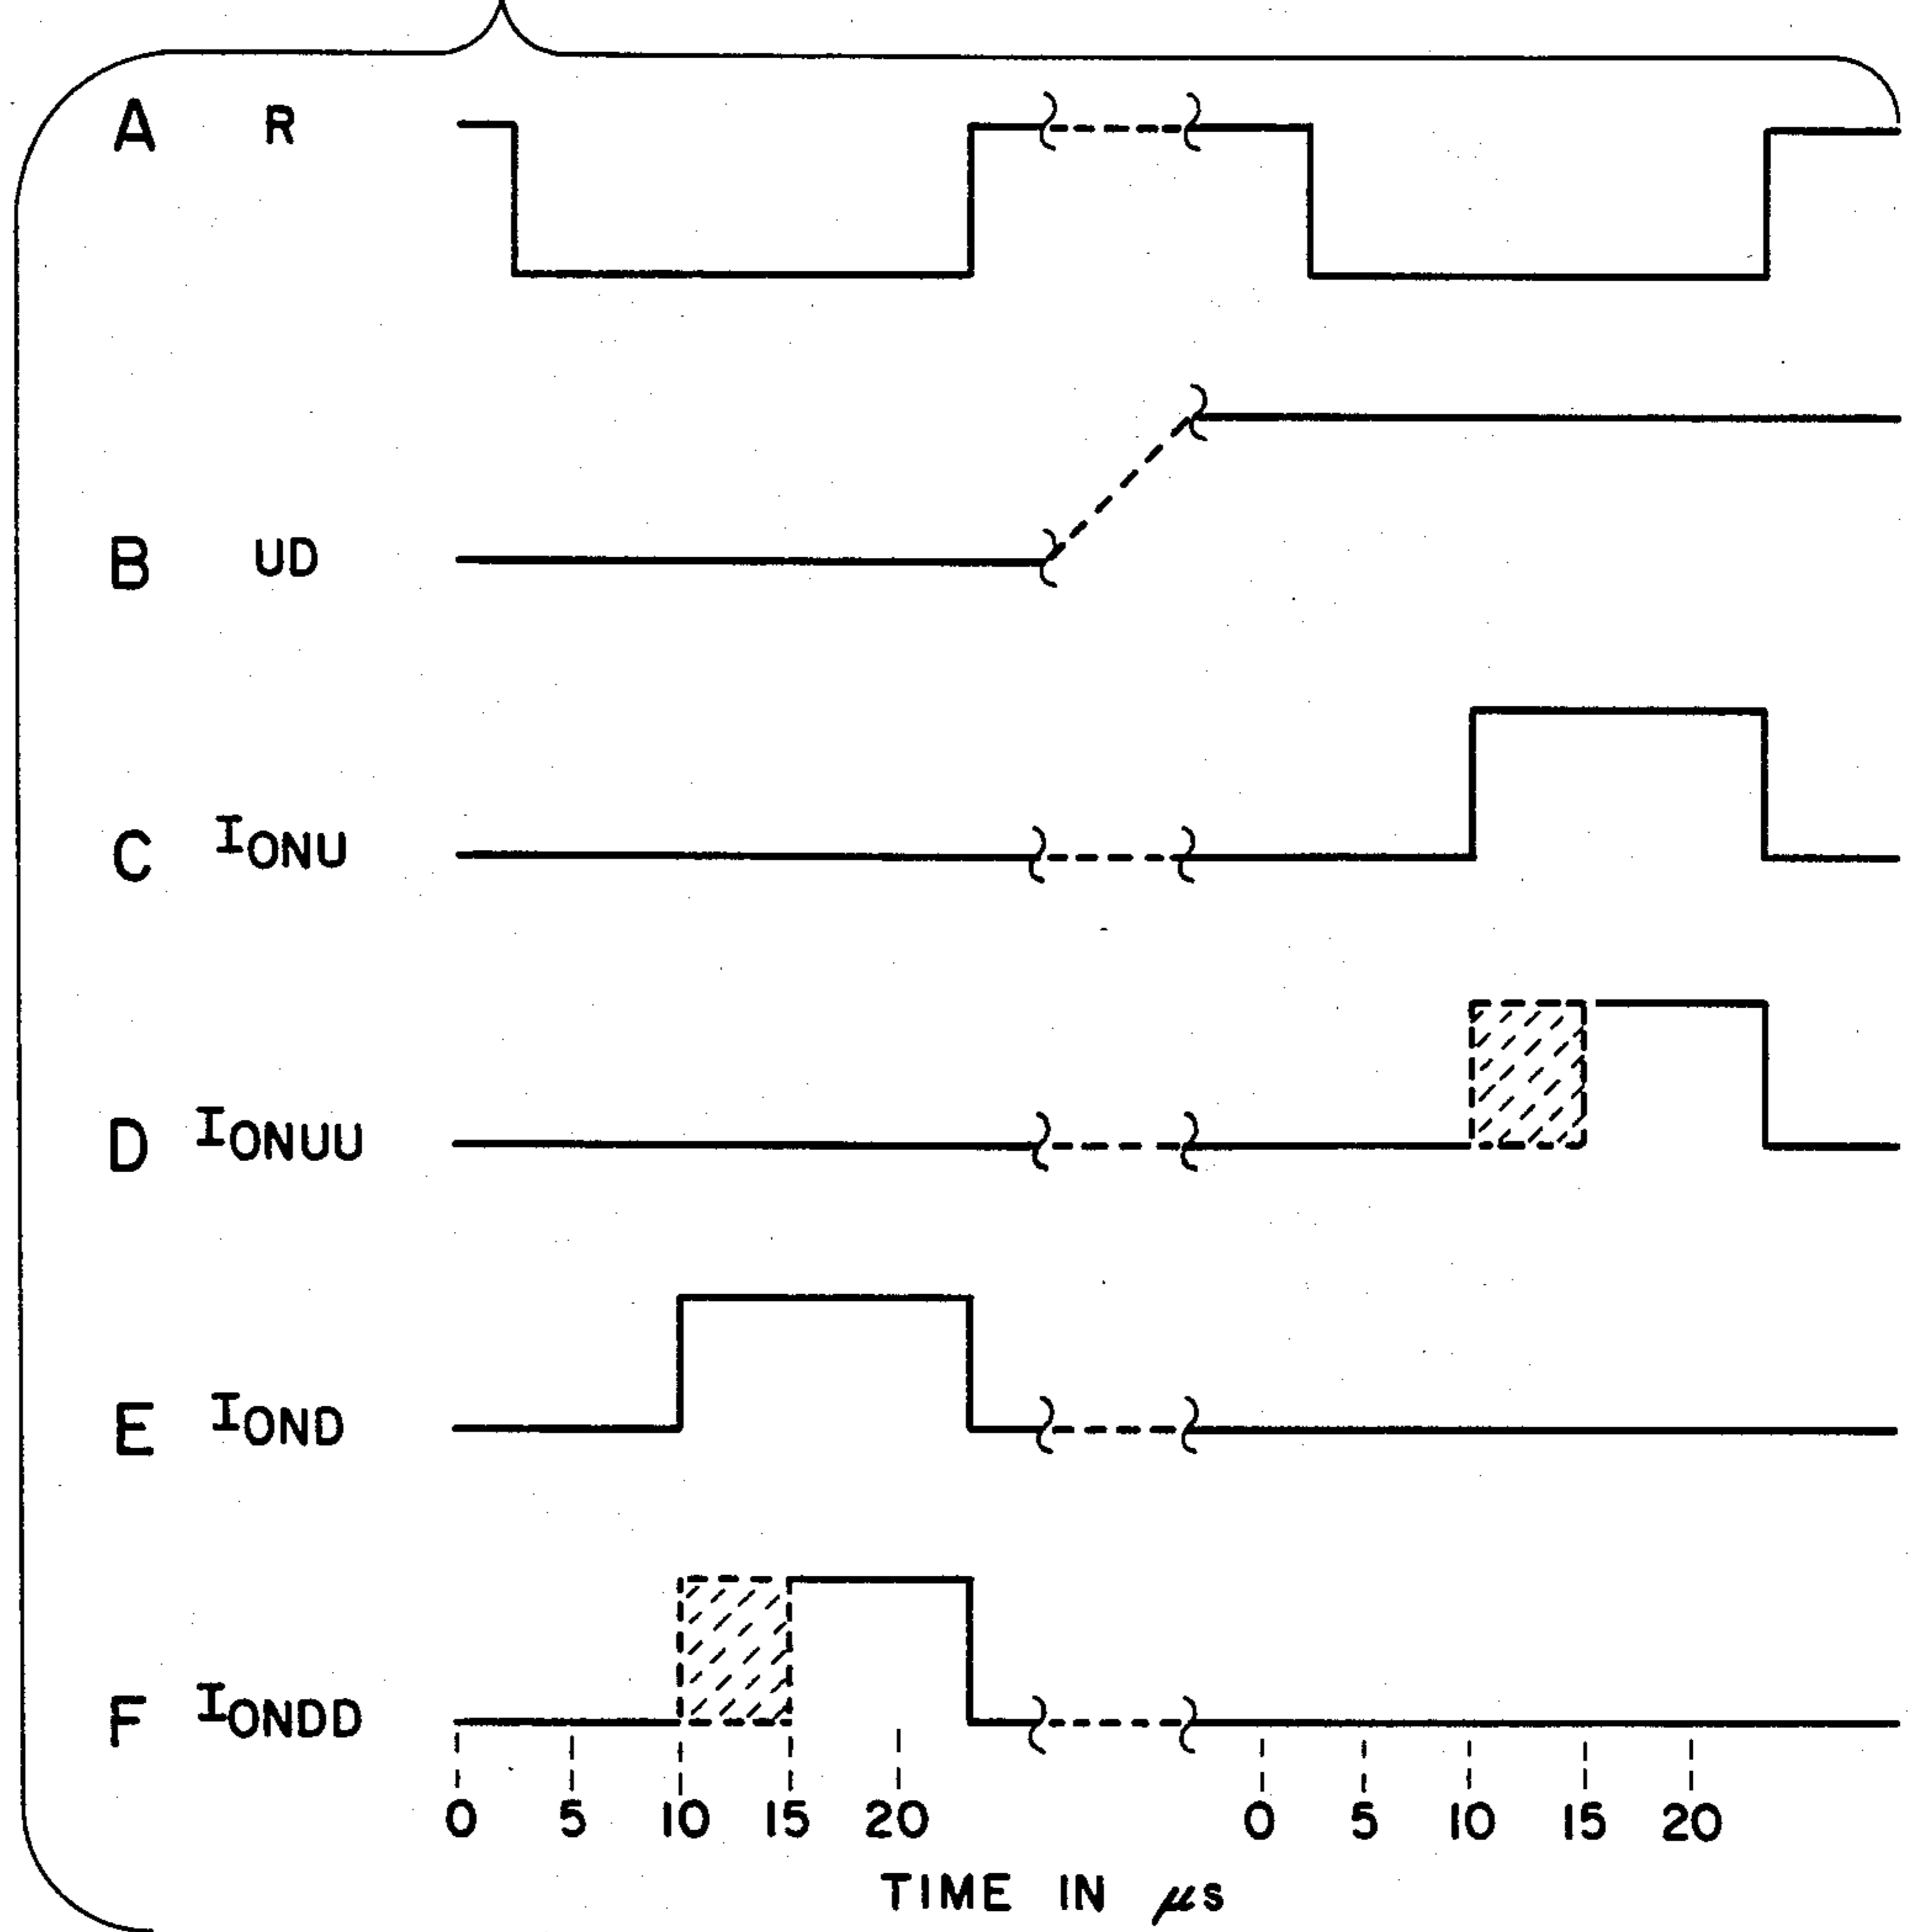 A R
B UD
C IONU
D IONUU
E IOND
F IONDD
0 5 10 15 20 0 5 10 15 20
TIME IN μs